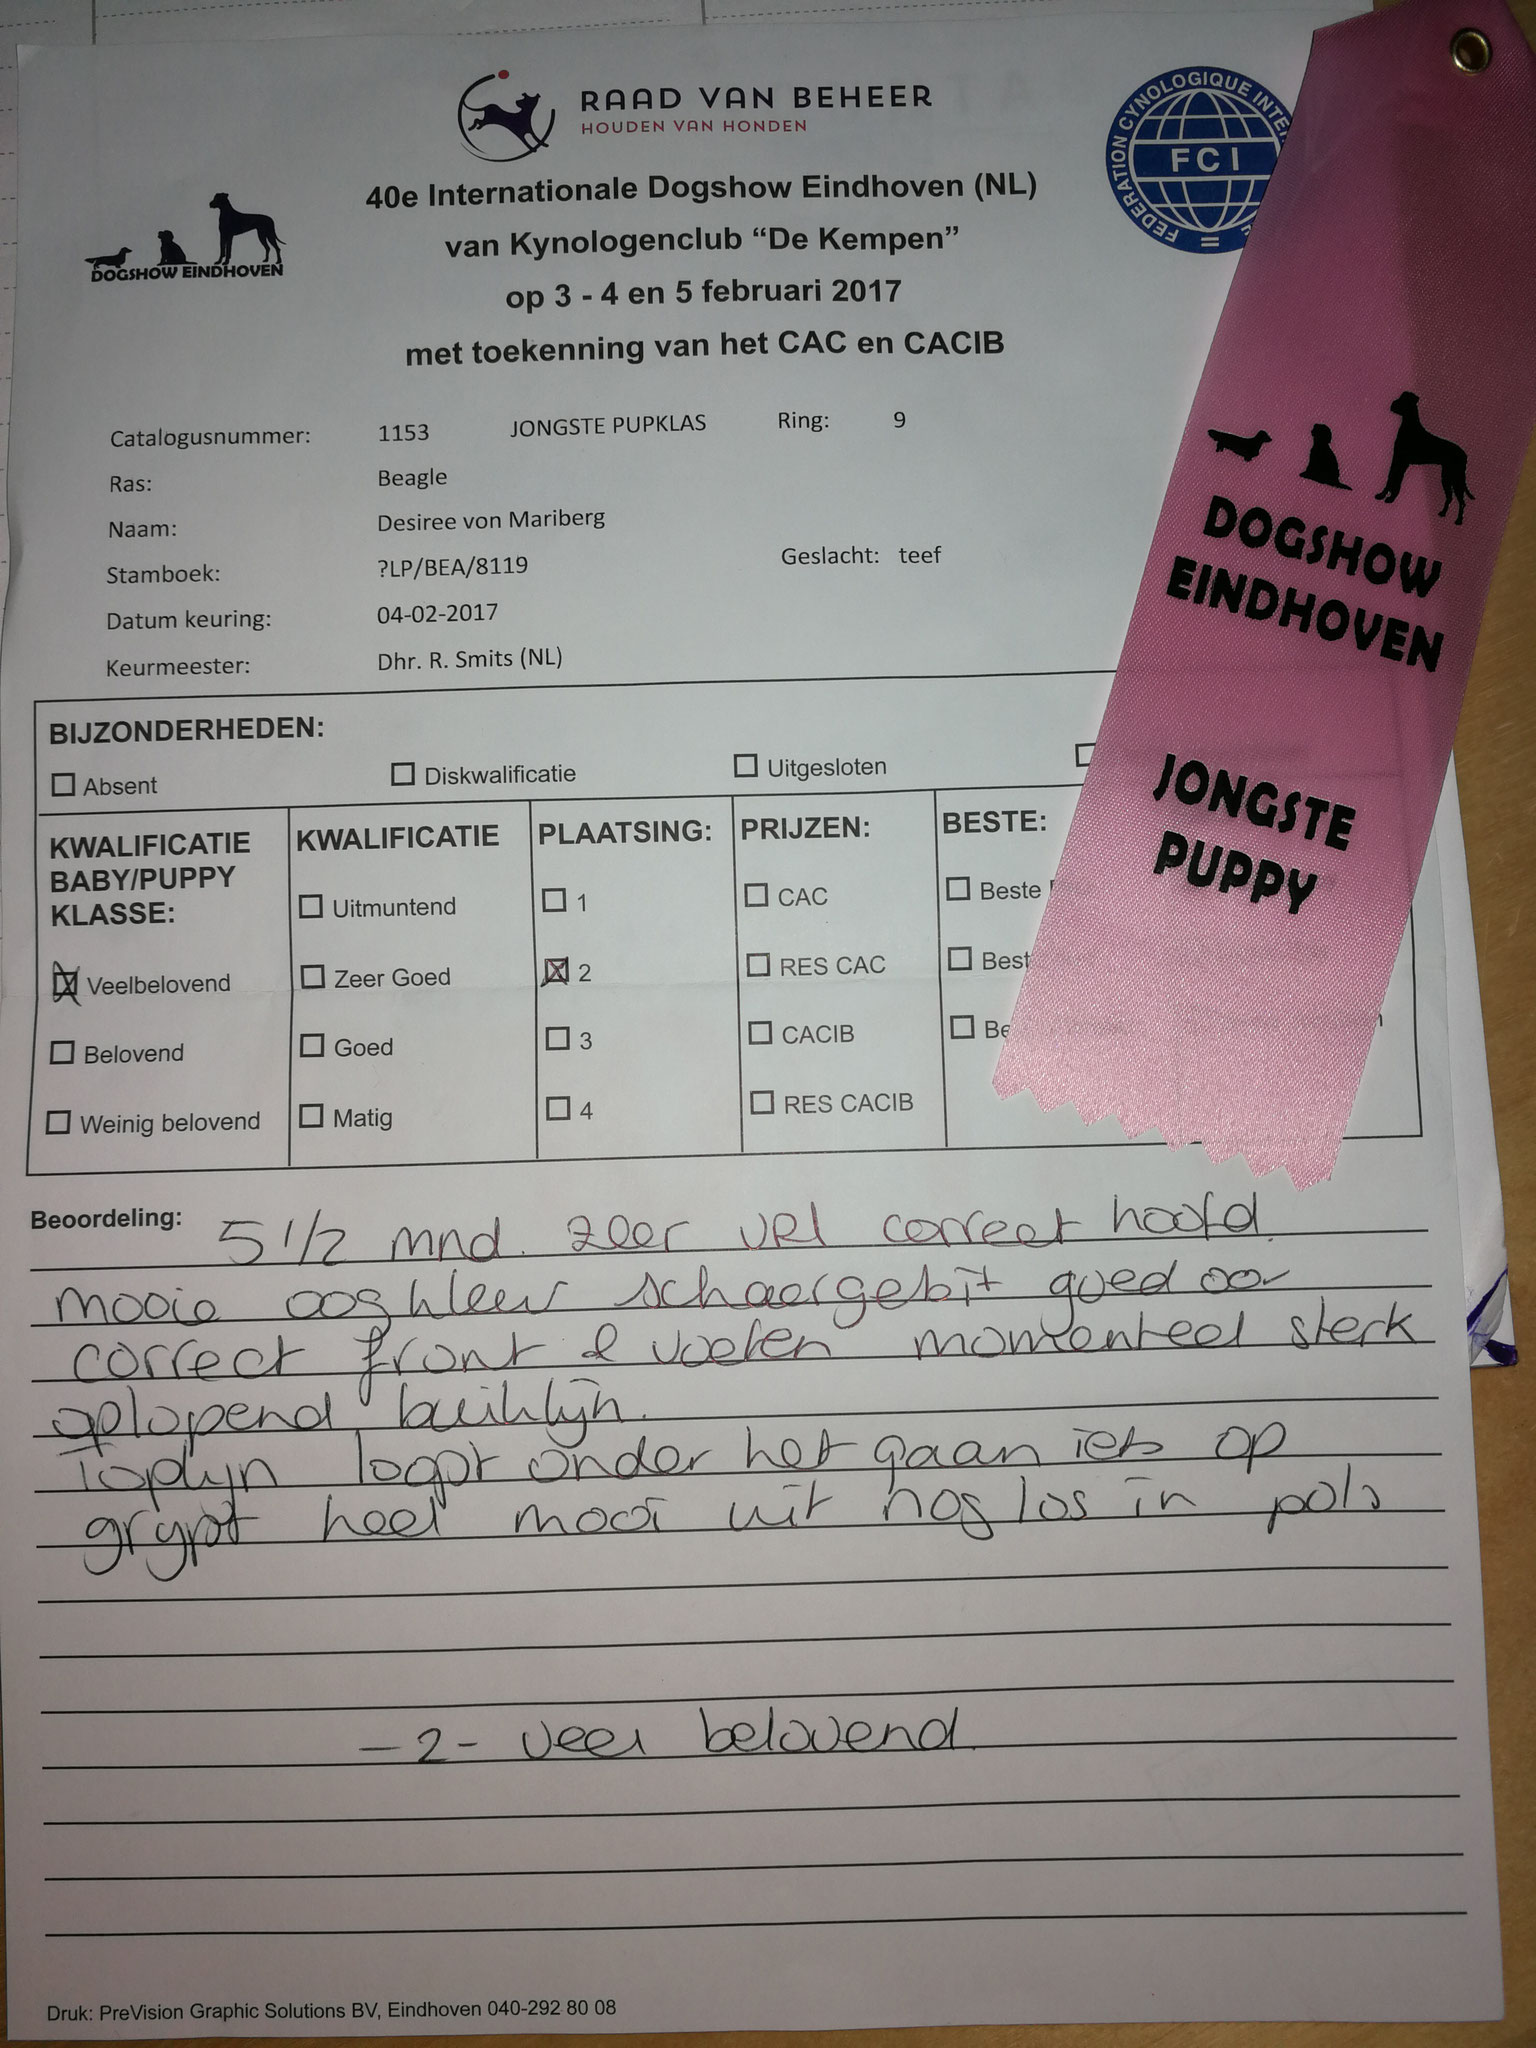 RAAD VAN BEHEER
HOUDEN VAN HONDEN
FEDERATION CYNOLOGIQUE
FCI
DOGSHOW EINDHOVEN
40e Internationale Dogshow Eindhoven (NL)
van Kynologenclub “De Kempen”
op 3 - 4 en 5 februari 2017
met toekenning van het CAC en CACIB
Catalogusnummer: 1153 JONGSTE PUPKLAS Ring: 9
Ras: Beagle
Naam: Desiree von Mariberg
Stamboek: ?LP/BEA/8119 Geslacht: teef
Datum keuring: 04-02-2017
Keurmeester: Dhr. R. Smits (NL)
DOGSHOW
EINDHOVEN
JONGSTE
PUPPY
BIJZONDERHEDEN:
Absent Diskwalificatie Uitgesloten
KWALIFICATIE
BABY/PUPPY
KLASSE:
Veelbelovend
Belovend
Weinig belovend
KWALIFICATIE
Uitmuntend
Zeer Goed
Goed
Matig
PLAATSING:
1
2
3
4
PRIJZEN:
CAC
RES CAC
CACIB
RES CACIB
BESTE:
Beste
Best
Be
Beoordeling: 5 1/2 mnd. zeer vrl correct hoofd.
mooie oogkleur schaargebit goed oor
correct front & voeten momenteel sterk
oplopend buiklijn.
Toplijn loopt onder het gaan iets op
grypt heel mooi uit nog los in pols
- 2 - veel belovend.
Druk: PreVision Graphic Solutions BV, Eindhoven 040-292 80 08